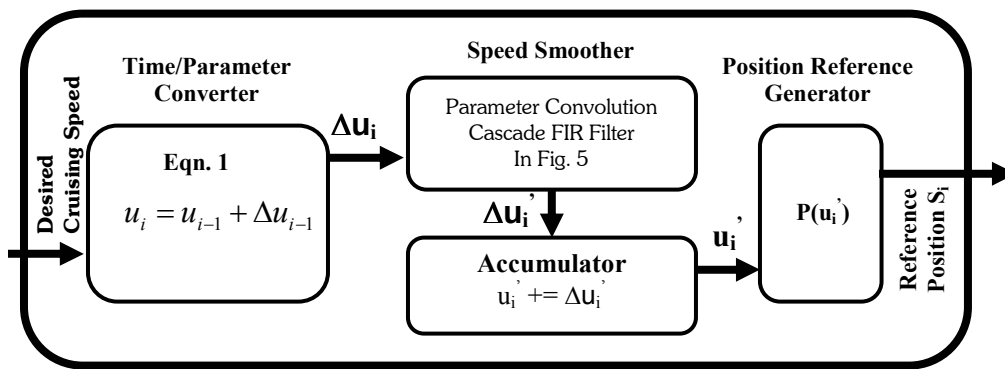 Desired
Cruising Speed
Time/Parameter
Converter
Eqn. 1
u_i = u_{i-1} + Δu_{i-1}
Δu_i
Speed Smoother
Parameter Convolution
Cascade FIR Filter
In Fig. 5
Δu_i’
Accumulator
u_i’ += Δu_i’
u_i’
Position Reference
Generator
P(u_i’)
Reference
Position S_i